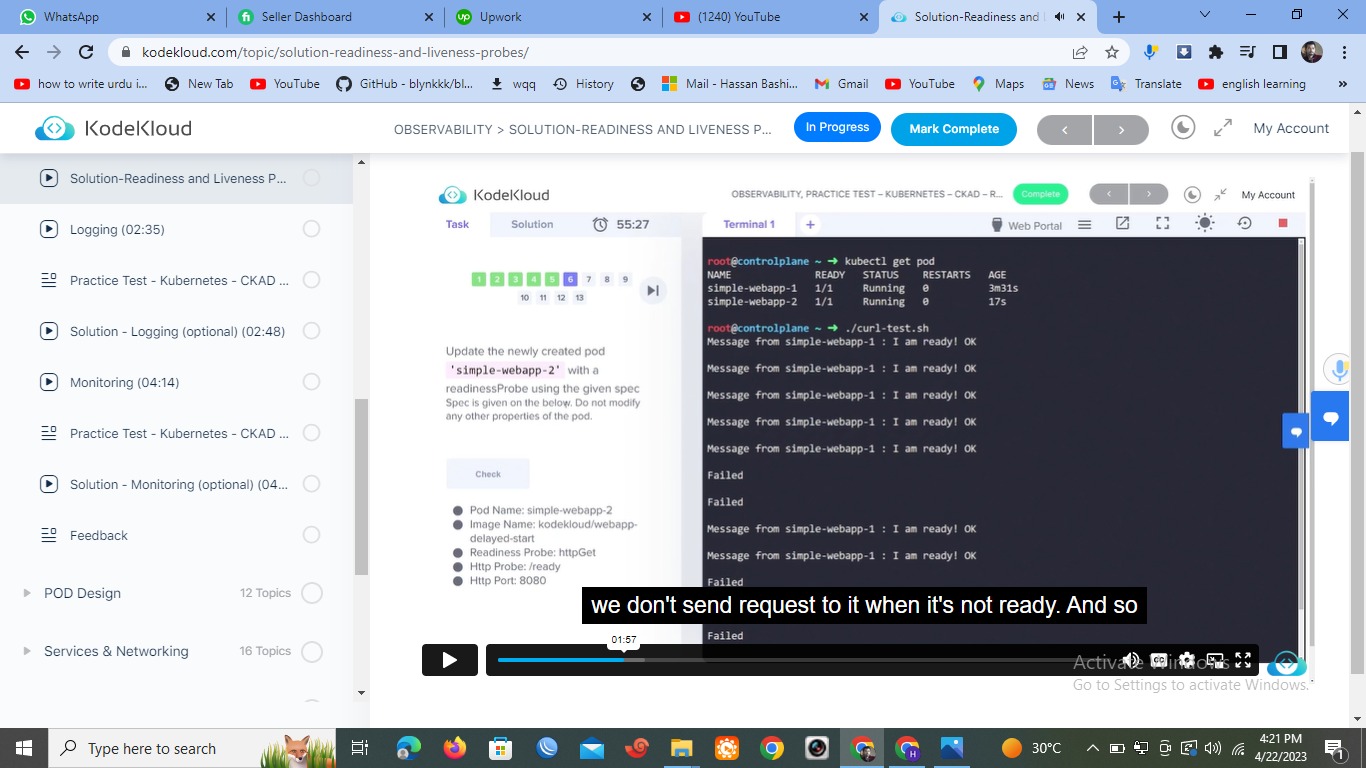 WhatsApp
Seller Dashboard
Upwork
(1240) YouTube
Solution-Readiness and L
kodekloud.com/topic/solution-readiness-and-liveness-probes/
how to write urdu i...
New Tab
YouTube
GitHub - blynkkk/bl...
wqq
History
Mail - Hassan Bashi...
Gmail
YouTube
Maps
News
Translate
english learning
»
KodeKloud
OBSERVABILITY > SOLUTION-READINESS AND LIVENESS P...
In Progress
Mark Complete
My Account
Solution-Readiness and Liveness P...
Logging (02:35)
Practice Test - Kubernetes - CKAD ...
Solution - Logging (optional) (02:48)
Monitoring (04:14)
Practice Test - Kubernetes - CKAD ...
Solution - Monitoring (optional) (04...
Feedback
POD Design 12 Topics
Services & Networking 16 Topics
KodeKloud
OBSERVABILITY, PRACTICE TEST – KUBERNETES – CKAD – R...
Complete
My Account
Task
Solution
55:27
Terminal 1
+
Web Portal
1 2 3 4 5 6 7 8 9
10 11 12 13
Update the newly created pod
'simple-webapp-2' with a
readinessProbe using the given spec
Spec is given on the below. Do not modify
any other properties of the pod.
Check
Pod Name: simple-webapp-2
Image Name: kodekloud/webapp-
delayed-start
Readiness Probe: httpGet
Http Probe: /ready
Http Port: 8080
root@controlplane ~ ➜ kubectl get pod
NAME READY STATUS RESTARTS AGE
simple-webapp-1 1/1 Running 0 3m31s
simple-webapp-2 1/1 Running 0 17s
root@controlplane ~ ➜ ./curl-test.sh
Message from simple-webapp-1 : I am ready! OK
Message from simple-webapp-1 : I am ready! OK
Message from simple-webapp-1 : I am ready! OK
Message from simple-webapp-1 : I am ready! OK
Message from simple-webapp-1 : I am ready! OK
Failed
Failed
Message from simple-webapp-1 : I am ready! OK
Message from simple-webapp-1 : I am ready! OK
Failed
we don't send request to it when it's not ready. And so
Failed
01:57
CC
Activate Windows
Go to Settings to activate Windows.
Type here to search
30°C
4:21 PM
4/22/2023
1